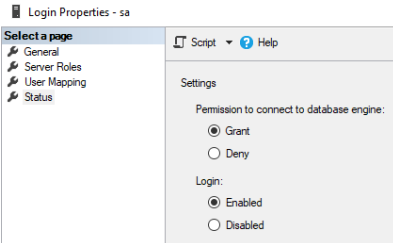 Login Properties - sa
Select a page
General
Server Roles
User Mapping
Status
Script
Help
Settings
Permission to connect to database engine:
Grant
Deny
Login:
Enabled
Disabled